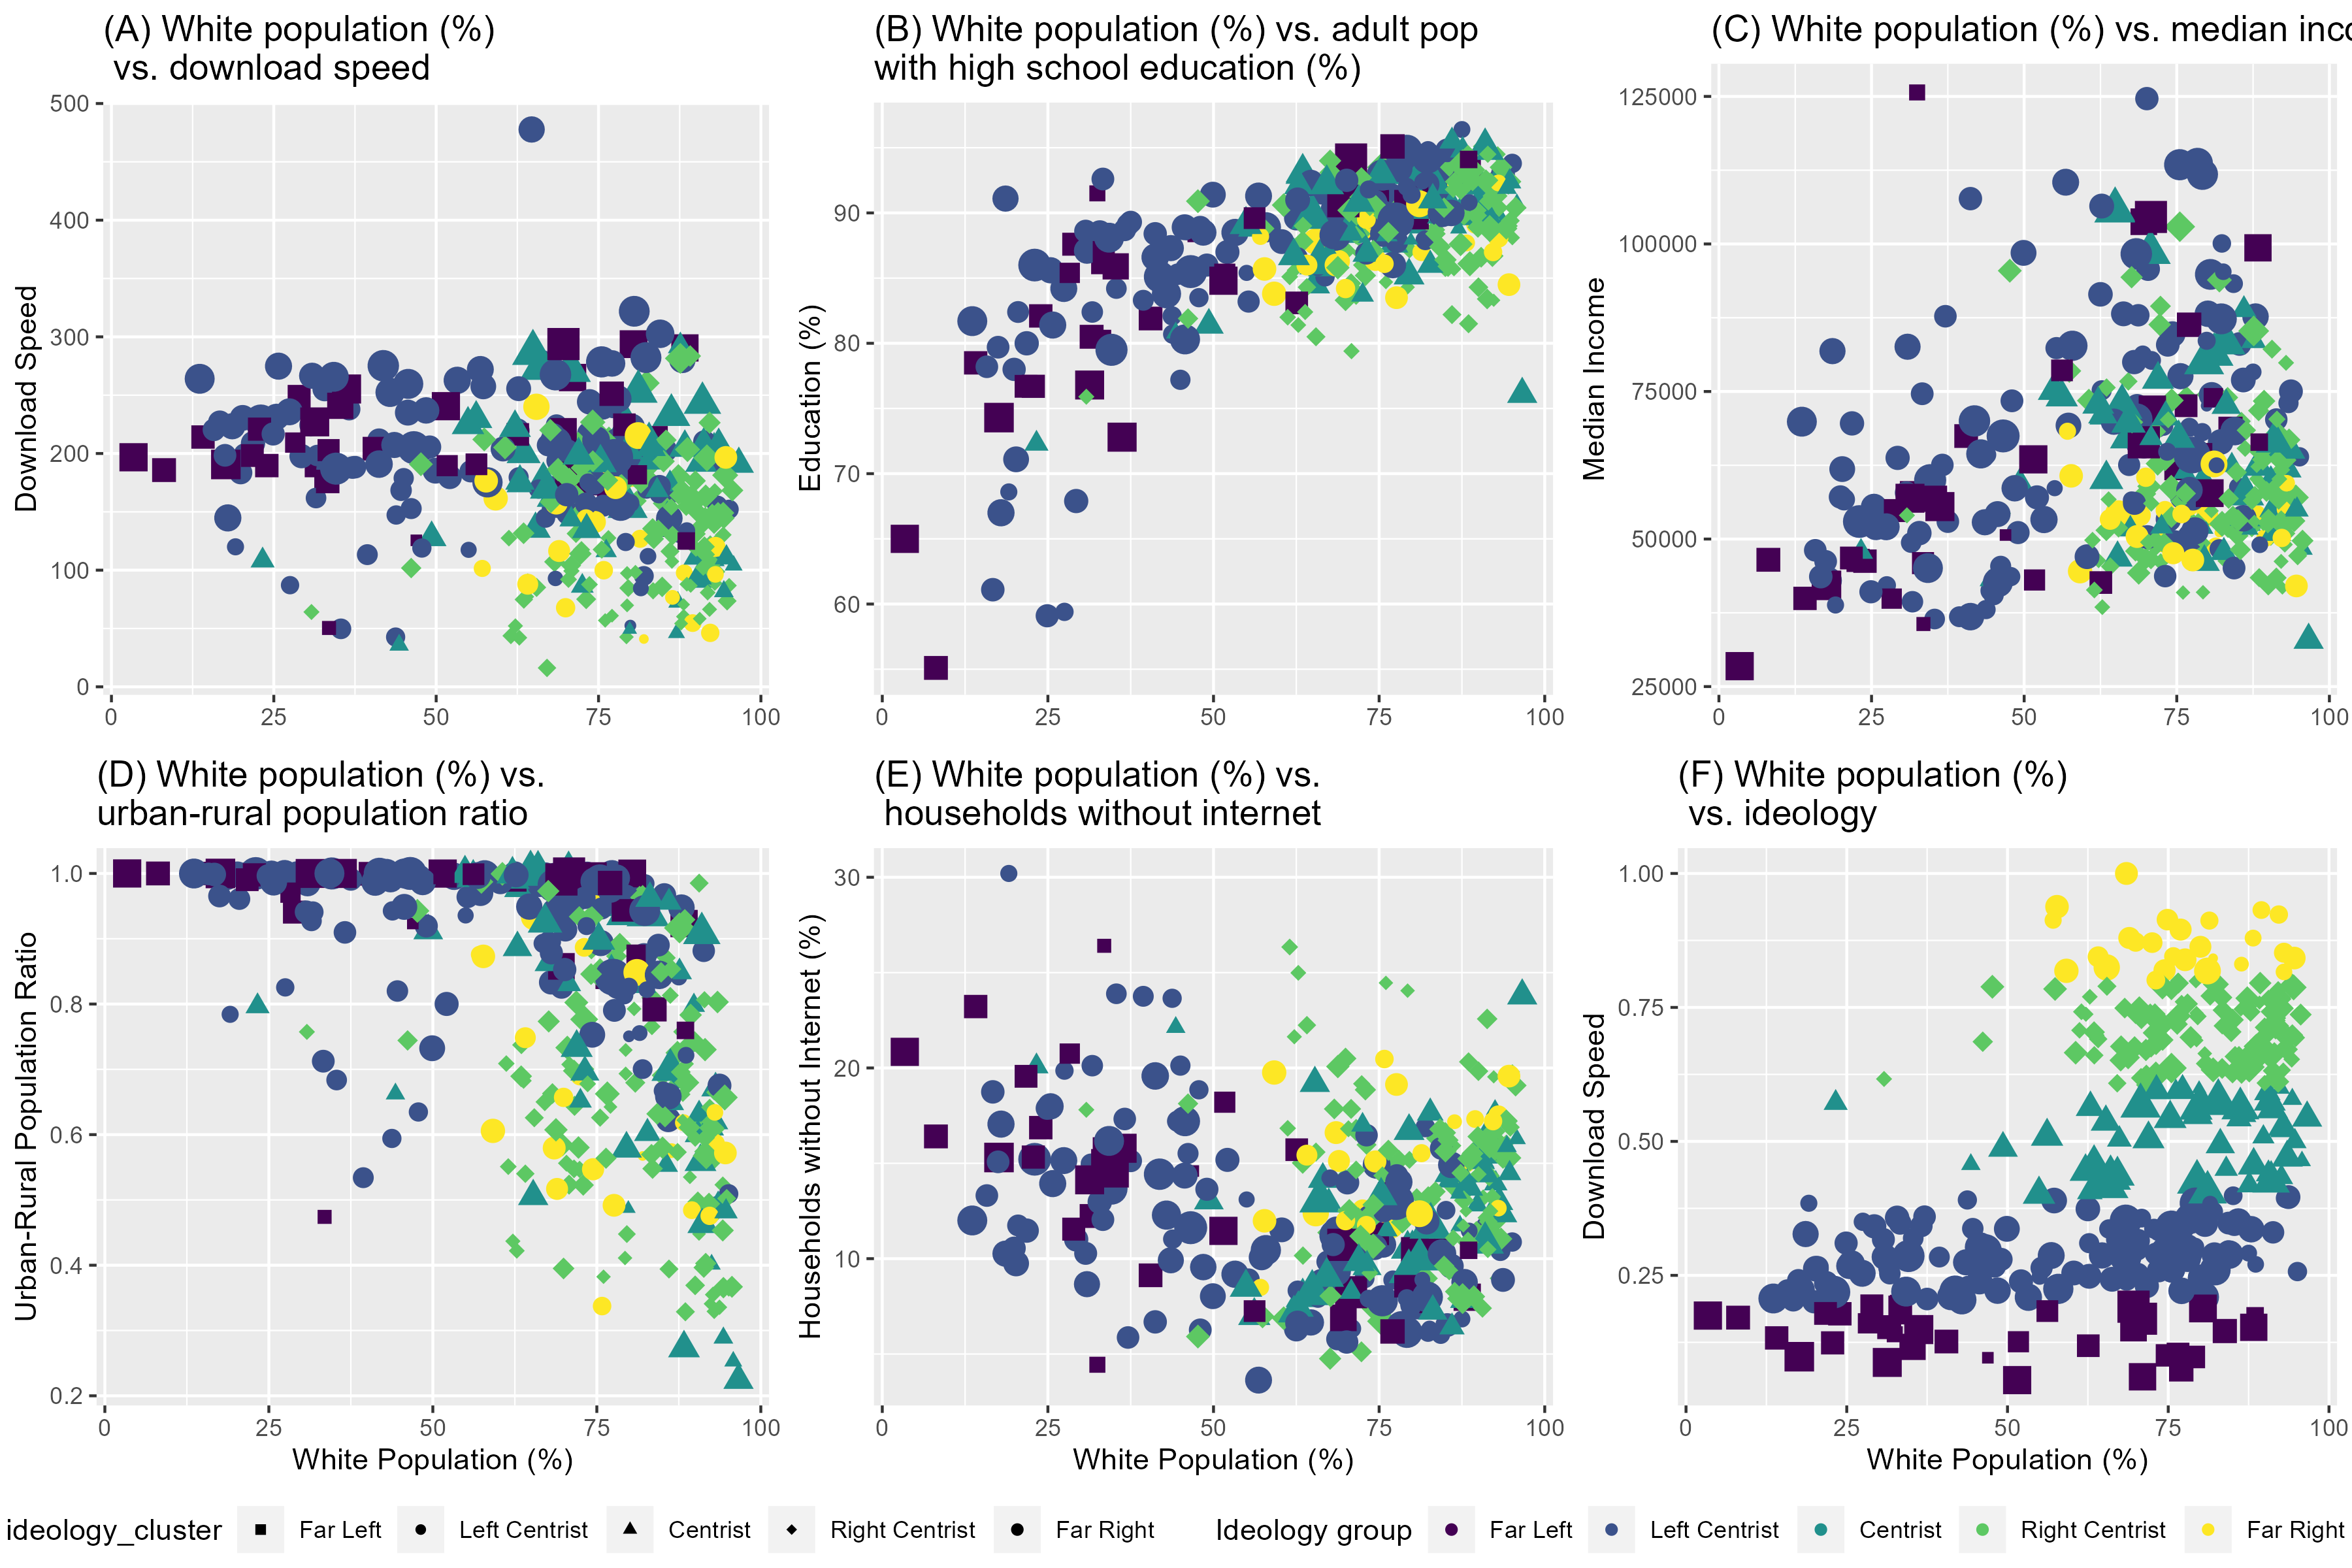 (A) White population (%)
vs. download speed
Download Speed
500
400
300
200
100
0
0 25 50 75 100
(B) White population (%) vs. adult pop
with high school education (%)
Education (%)
90
80
70
60
0 25 50 75 100
(C) White population (%) vs. median inco
Median Income
125000
100000
75000
50000
25000
0 25 50 75 100
(D) White population (%) vs.
urban-rural population ratio
Urban-Rural Population Ratio
1.0
0.8
0.6
0.4
0.2
0 25 50 75 100
White Population (%)
(E) White population (%) vs.
households without internet
Households without Internet (%)
30
20
10
0 25 50 75 100
White Population (%)
(F) White population (%)
vs. ideology
Download Speed
1.00
0.75
0.50
0.25
0 25 50 75 100
White Population (%)
ideology_cluster Far Left Left Centrist Centrist Right Centrist Far Right
Ideology group Far Left Left Centrist Centrist Right Centrist Far Right